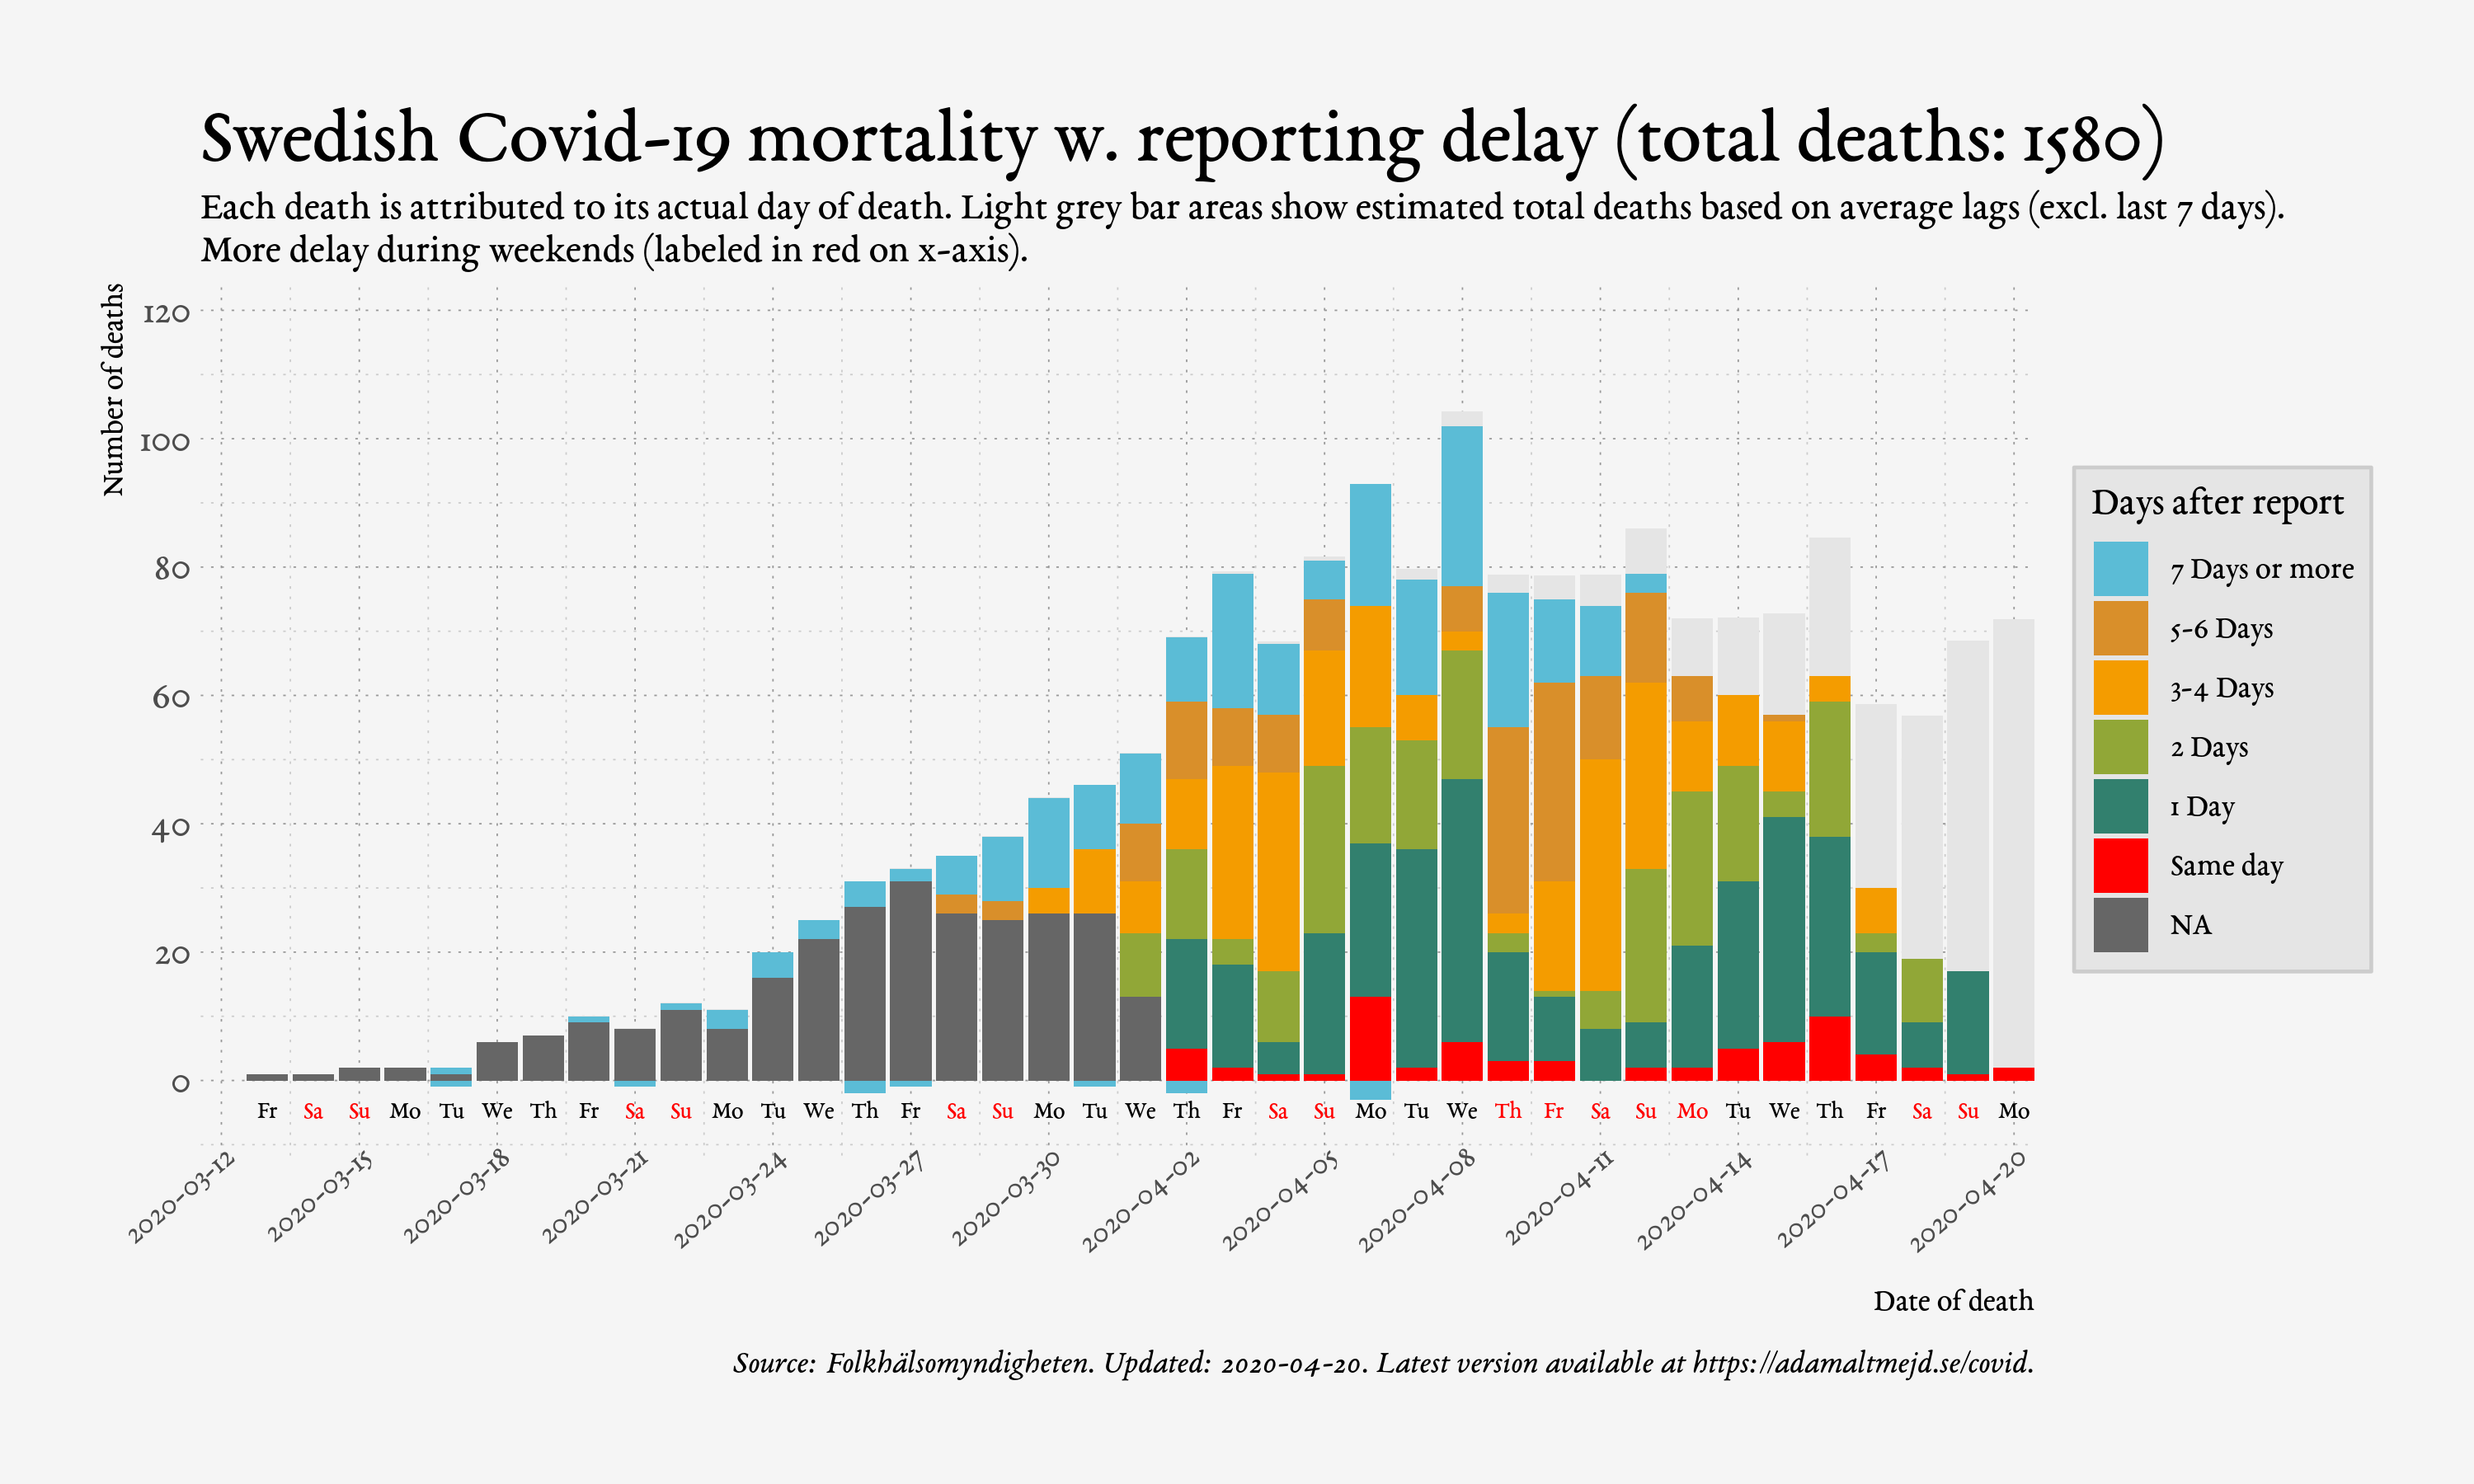 Swedish Covid-19 mortality w. reporting delay (total deaths: 1580)
Each death is attributed to its actual day of death. Light grey bar areas show estimated total deaths based on average lags (excl. last 7 days).
More delay during weekends (labeled in red on x-axis).
Number of deaths
120
100
80
60
40
20
0
Fr Sa Su Mo Tu We Th Fr Sa Su Mo Tu We Th Fr Sa Su Mo Tu We Th Fr Sa Su Mo Tu We Th Fr Sa Su Mo Tu We Th Fr Sa Su Mo
2020-03-12 2020-03-15 2020-03-18 2020-03-21 2020-03-24 2020-03-27 2020-03-30 2020-04-02 2020-04-05 2020-04-08 2020-04-11 2020-04-14 2020-04-17 2020-04-20
Days after report
7 Days or more
5-6 Days
3-4 Days
2 Days
1 Day
Same day
NA
Date of death
Source: Folkhälsomyndigheten. Updated: 2020-04-20. Latest version available at https://adamaltmejd.se/covid.